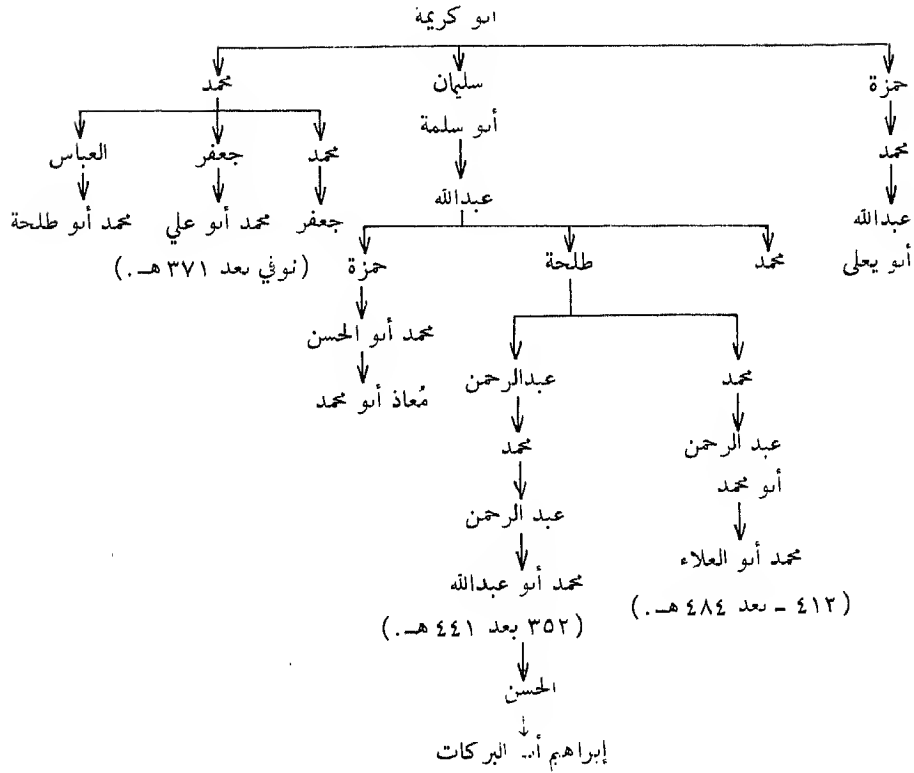 ابو كريمة
حمزة سليمان محمد
أبو سلمة
محمد محمد جعفر العباس
عبدالله عبدالله جعفر محمد أبو علي محمد أبو طلحة
أبو يعلى محمد طلحة حمزة (توفي بعد ٣٧١ هـ.)
محمد أبو الحسن
محمد عبدالرحمن مُعاذ أبو محمد
عبد الرحمن محمد
أبو محمد عبد الرحمن
محمد أبو العلاء محمد أبو عبدالله
(٤١٢ - بعد ٤٨٤ هـ.) (٣٥٢ بعد ٤٤١ هـ.)
الحسن
إبراهيم البركات